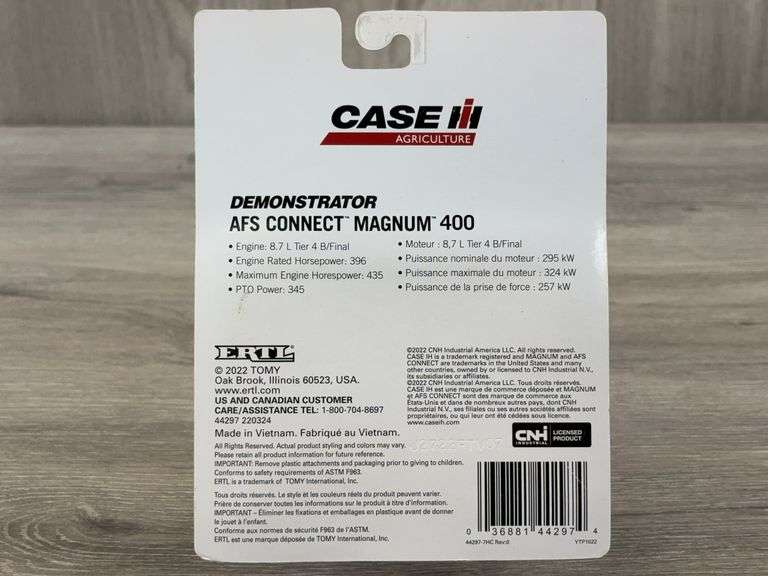 CASE IH
AGRICULTURE
DEMONSTRATOR
AFS CONNECT™ MAGNUM™ 400
• Engine: 8.7 L Tier 4 B/Final
• Engine Rated Horsepower: 396
• Maximum Engine Horespower: 435
• PTO Power: 345
• Moteur : 8,7 L Tier 4 B/Final
• Puissance nominale du moteur : 295 kW
• Puissance maximale du moteur : 324 kW
• Puissance de la prise de force : 257 kW
ERTL
© 2022 TOMY
Oak Brook, Illinois 60523, USA.
www.ertl.com
US AND CANADIAN CUSTOMER
CARE/ASSISTANCE TEL: 1-800-704-8697
44297 220324
Made in Vietnam. Fabriqué au Vietnam.
All Rights Reserved. Actual product styling and colors may vary.
Please retain all product information for future reference.
IMPORTANT: Remove plastic attachments and packaging prior to giving to children.
Conforms to safety requirements of ASTM F963.
ERTL is a trademark of TOMY International, Inc.
Tous droits réservés. Le style et les couleurs réels du produit peuvent varier.
Prière de conserver toutes les informations sur le produit à titre d'information.
IMPORTANT – Éliminer les fixations et emballages en plastique avant de donner
le jouet à l'enfant.
Conforme aux normes de sécurité F963 de l'ASTM.
ERTL est une marque déposée de TOMY International, Inc.
©2022 CNH Industrial America LLC. All rights reserved.
CASE IH is a trademark registered and MAGNUM and AFS
CONNECT are trademarks in the United States and many
other countries, owned by or licensed to CNH Industrial N.V.,
its subsidiaries or affiliates.
©2022 CNH Industrial America LLC. Tous droits réservés.
CASE IH est une marque de commerce déposée et MAGNUM
et AFS CONNECT sont des marques de commerce aux
États-Unis et dans de nombreux autres pays, dont CNH
Industrial N.V., ses filiales ou ses autres sociétés affiliées sont
propriétaires, ou qui leur ont été cédées sous licence.
www.caseih.com
CNH
INDUSTRIAL
LICENSED
PRODUCT
0 36881 44297 4
44297-7HC Rev:0
YTP1622